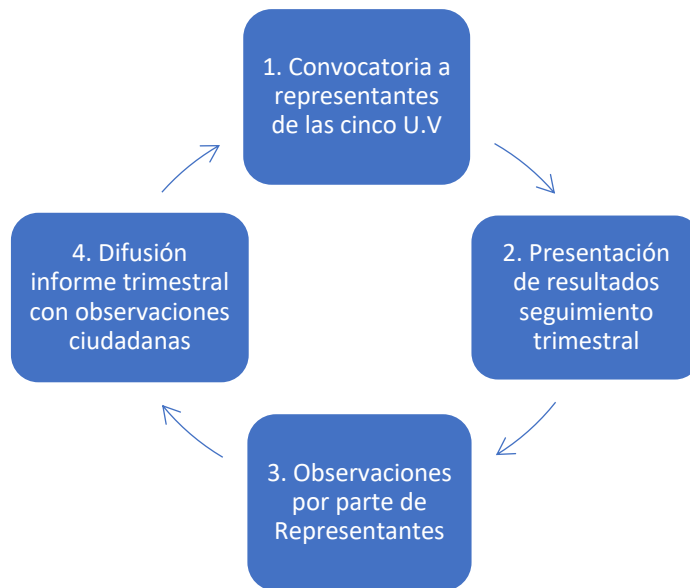 1. Convocatoria a
representantes
de las cinco U.V
2. Presentación
de resultados
seguimiento
trimestral
3. Observaciones
por parte de
Representantes
4. Difusión
informe trimestral
con observaciones
ciudadanas